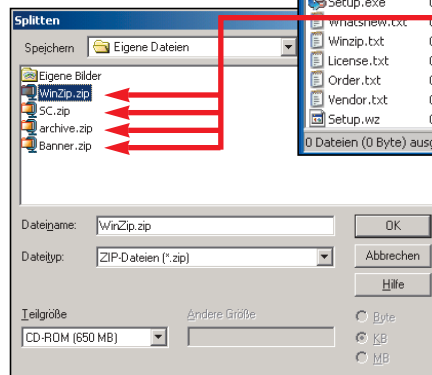 Setup.exe
Whatsnew.txt
Winzip.txt
License.txt
Order.txt
Vendor.txt
Setup.wz
0 Dateien (0 Byte)
Splitten
Speichern
Eigene Dateien
Eigene Bilder
WinZip.zip
SC.zip
archive.zip
Banner.zip
Dateiname:
WinZip.zip
OK
Dateityp:
ZIP-Dateien (*.zip)
Abbrechen
Hilfe
Teilgröße
Andere Größe
Byte
CD-ROM (650 MB)
KB
MB